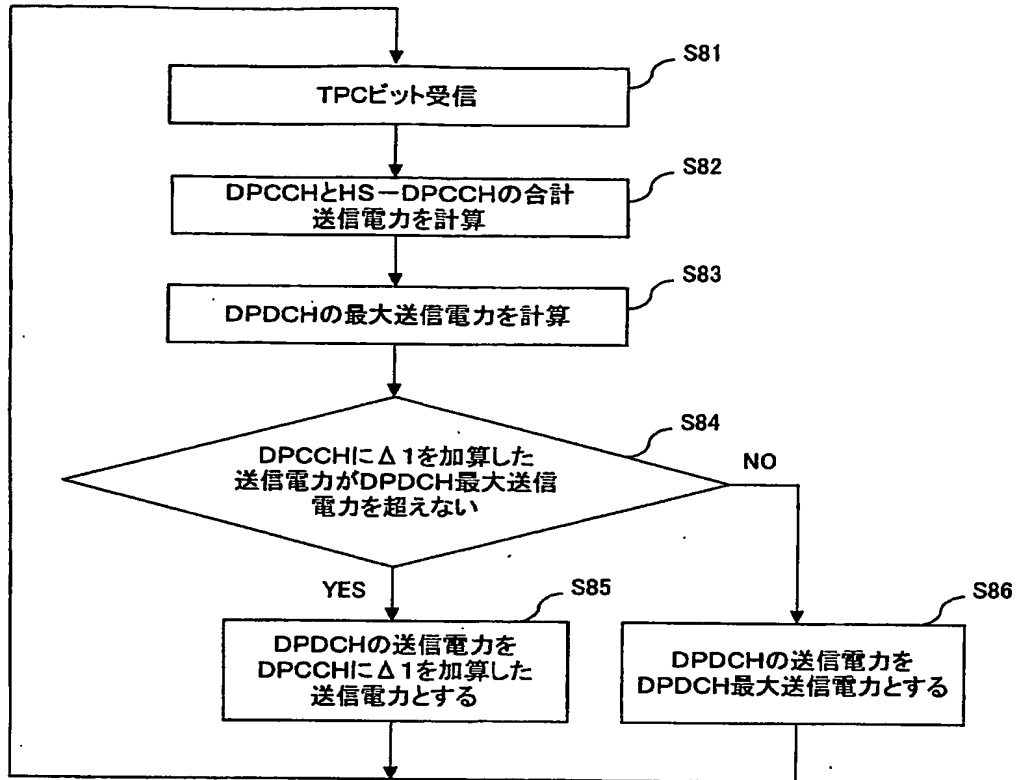 S81
TPCビット受信
S82
DPCCHとHS－DPCCHの合計
送信電力を計算
S83
DPDCHの最大送信電力を計算
S84
DPCCHにΔ1を加算した
送信電力がDPDCH最大送信
電力を超えない
NO
YES
S85
DPDCHの送信電力を
DPCCHにΔ1を加算した
送信電力とする
S86
DPDCHの送信電力を
DPDCH最大送信電力とする